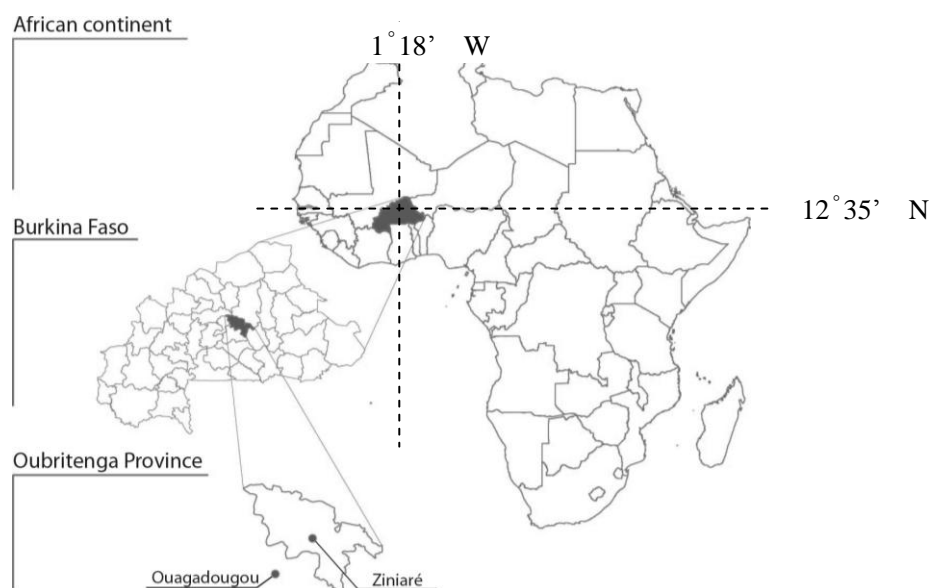 African continent
1°18’ W
12°35’ N
Burkina Faso
Oubritenga Province
Ouagadougou
Ziniaré